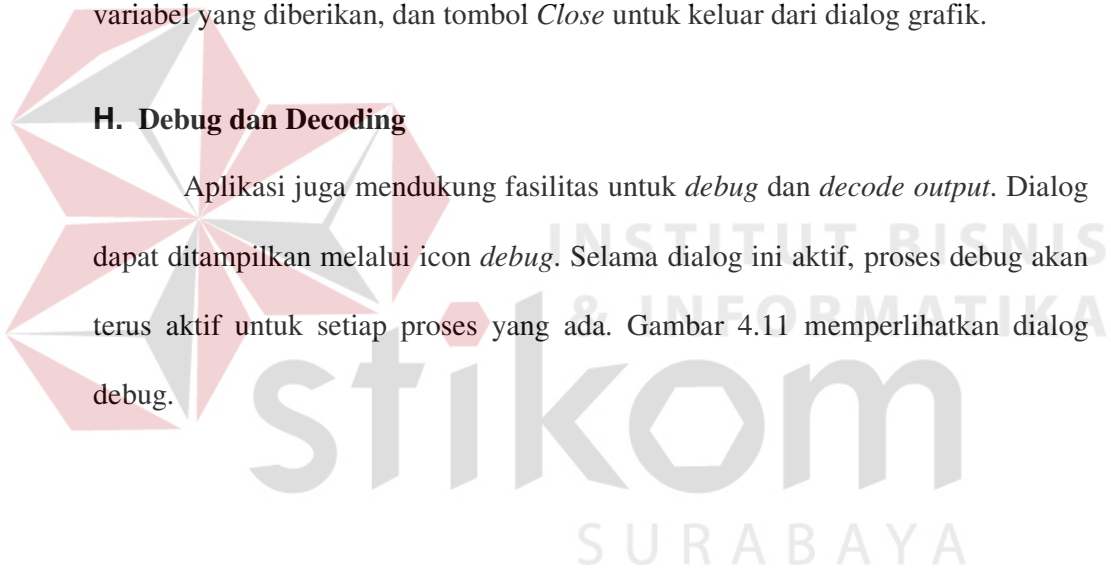 variabel yang diberikan, dan tombol Close untuk keluar dari dialog grafik.
H. Debug dan Decoding
Aplikasi juga mendukung fasilitas untuk debug dan decode output. Dialog
dapat ditampilkan melalui icon debug. Selama dialog ini aktif, proses debug akan
terus aktif untuk setiap proses yang ada. Gambar 4.11 memperlihatkan dialog
debug.
INSTITUT BISNIS
& INFORMATIKA
stikom
SURABAYA